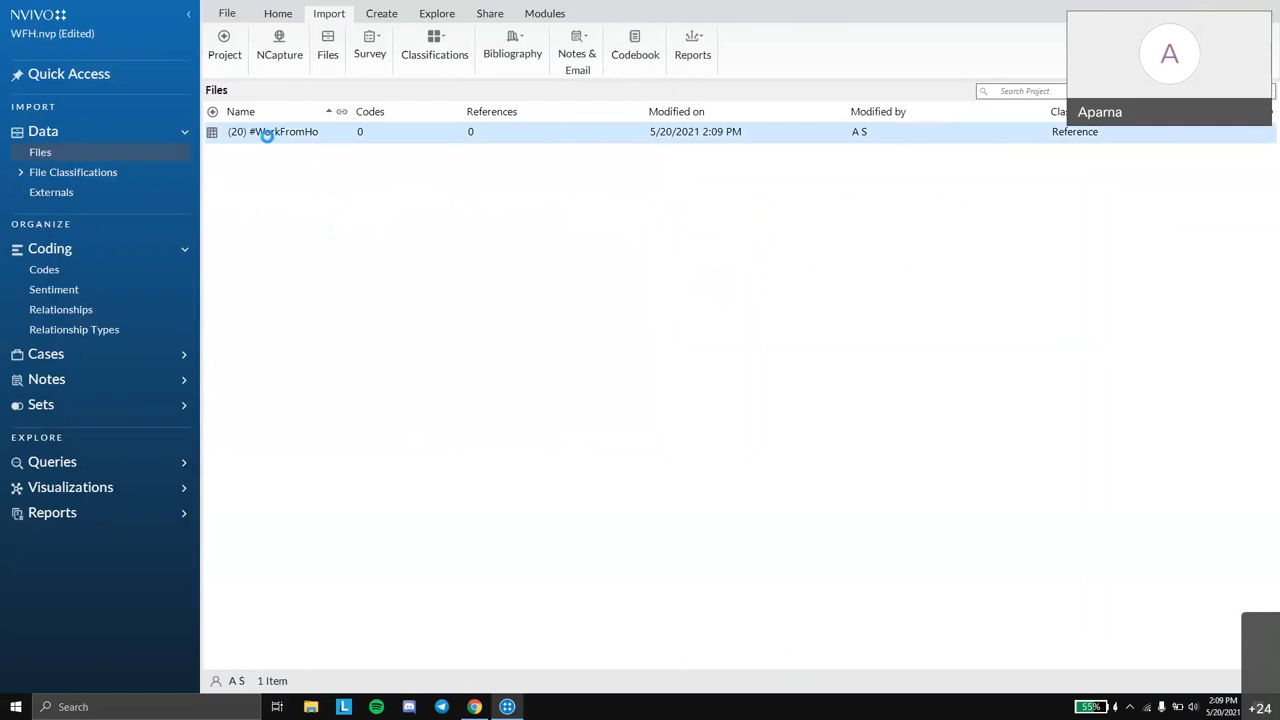 NVIVO
WFH.nvp (Edited)
Quick Access
IMPORT
Data
Files
File Classifications
Externals
ORGANIZE
Coding
Codes
Sentiment
Relationships
Relationship Types
Cases
Notes
Sets
EXPLORE
Queries
Visualizations
Reports
File Home Import Create Explore Share Modules
Project NCapture Files Survey Classifications Bibliography Notes & Email Codebook Reports
Files
Search Project
Name Codes References Modified on Modified by
(20) #WorkFromHo 0 0 5/20/2021 2:09 PM A S Reference
A
Aparna
A S 1 Item
Search
55%
2:09 PM
5/20/2021
+24